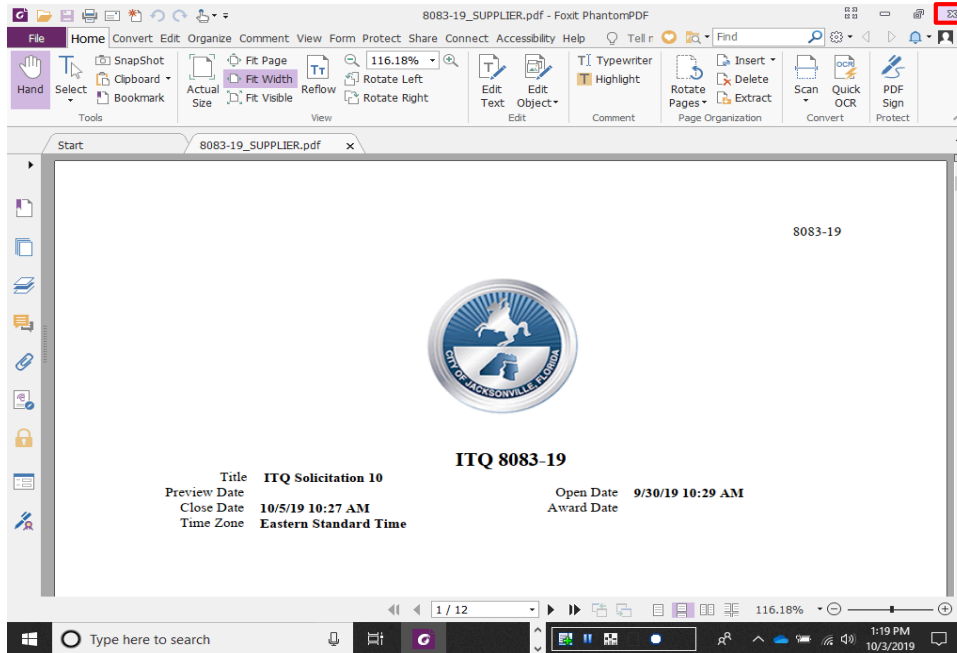 8083-19_SUPPLIER.pdf - Foxit PhantomPDF
File Home Convert Edit Organize Comment View Form Protect Share Connect Accessibility Help Tell r Find
Hand
Select
SnapShot
Clipboard
Bookmark
Tools
Actual Size
Fit Page
Fit Width
Fit Visible
Reflow
116.18%
Rotate Left
Rotate Right
View
Edit Text
Edit Object
Edit
Typewriter
Highlight
Comment
Rotate Pages
Insert
Delete
Extract
Page Organization
Scan
Quick OCR
Convert
PDF Sign
Protect
Start 8083-19_SUPPLIER.pdf x
8083-19
CITY OF JACKSONVILLE, FLORIDA
ITQ 8083-19
Title ITQ Solicitation 10
Preview Date Open Date 9/30/19 10:29 AM
Close Date 10/5/19 10:27 AM Award Date
Time Zone Eastern Standard Time
1 / 12 116.18%
Type here to search
1:19 PM
10/3/2019